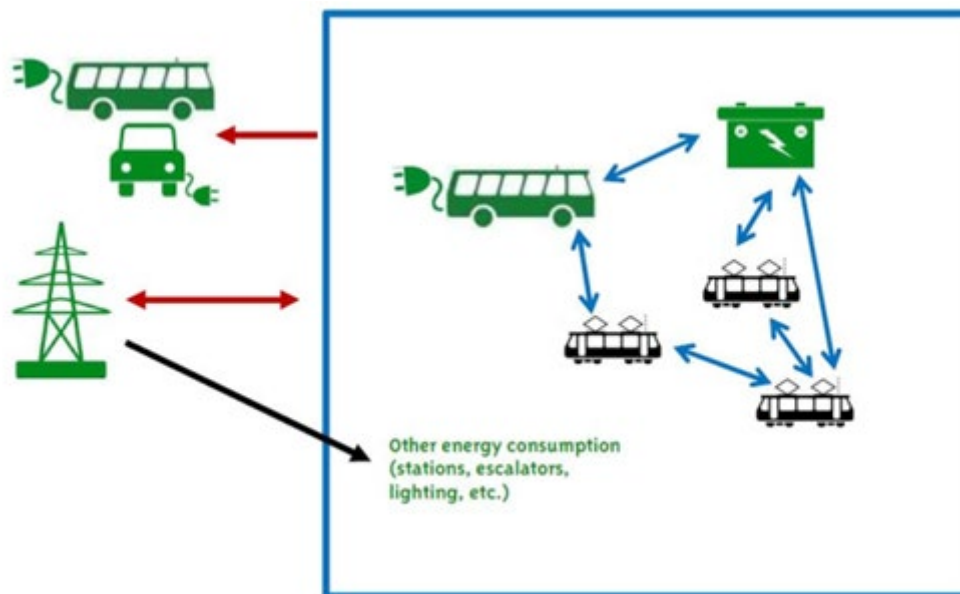 Other energy consumption
(stations, escalators,
lighting, etc.)